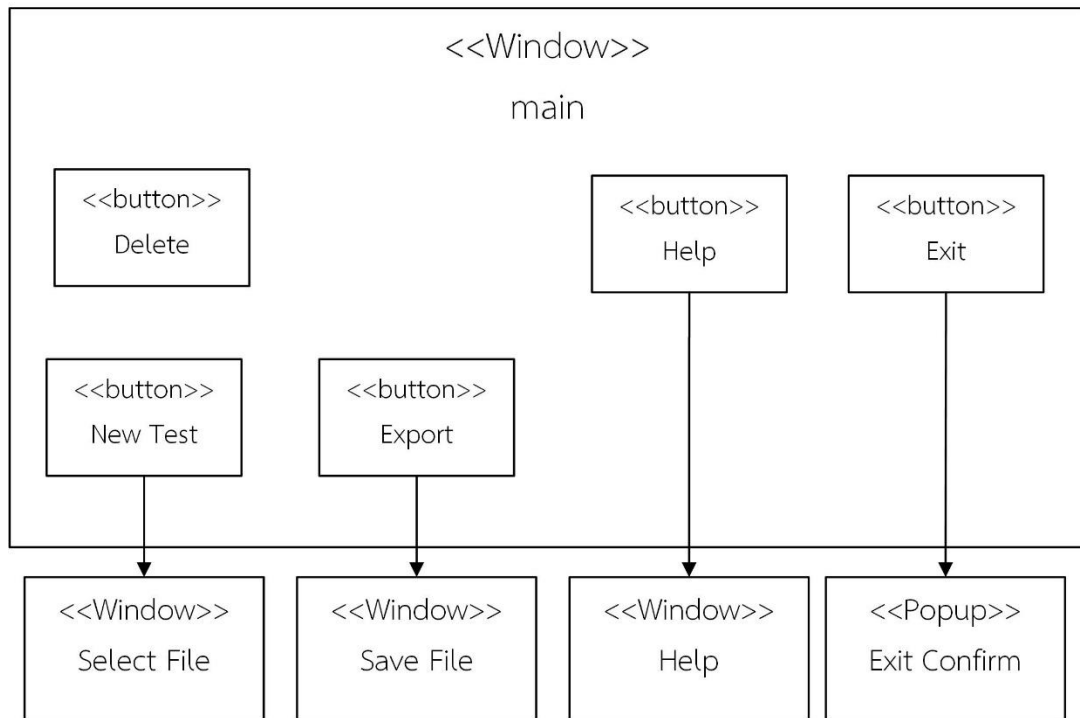 <<Window>>
main
<<button>>
Delete
<<button>>
Help
<<button>>
Exit
<<button>>
New Test
<<button>>
Export
<<Window>>
Select File
<<Window>>
Save File
<<Window>>
Help
<<Popup>>
Exit Confirm